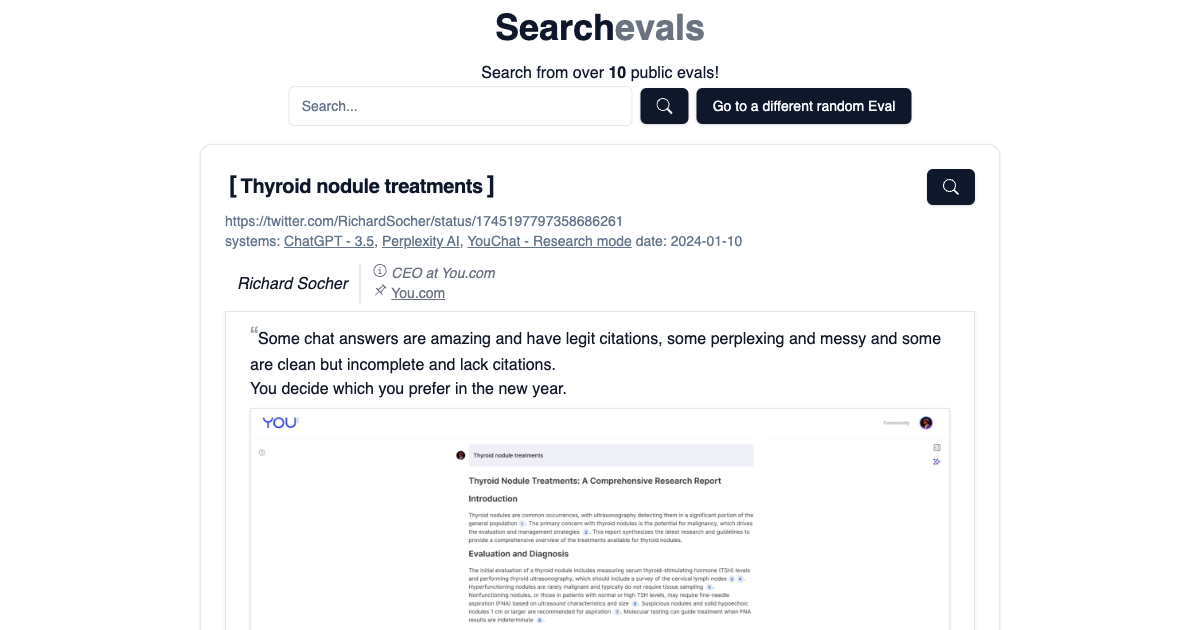 Searchevals
Search from over 10 public evals!
Search...
Go to a different random Eval
[ Thyroid nodule treatments ]
https://twitter.com/RichardSocher/status/1745197797358686261
systems: ChatGPT - 3.5, Perplexity AI, YouChat - Research mode date: 2024-01-10
Richard Socher
CEO at You.com
You.com
“Some chat answers are amazing and have legit citations, some perplexing and messy and some
are clean but incomplete and lack citations.
You decide which you prefer in the new year.
YOU
Community
Thyroid nodule treatments
Thyroid Nodule Treatments: A Comprehensive Research Report
Introduction
Thyroid nodules are common occurrences, with ultrasonography detecting them in a significant portion of the
general population 1. The primary concern with thyroid nodules is the potential for malignancy, which drives
the evaluation and management strategies 2. This report synthesizes the latest research and guidelines to
provide a comprehensive overview of the treatments available for thyroid nodules.
Evaluation and Diagnosis
The initial evaluation of a thyroid nodule includes measuring serum thyroid-stimulating hormone (TSH) levels
and performing thyroid ultrasonography, which should include a survey of the cervical lymph nodes
Hyperfunctioning nodules are rarely malignant and typically do not require tissue sampling
Nonfunctioning nodules, or those in patients with normal or high TSH levels, may require fine-needle
aspiration (FNA) based on ultrasound characteristics and size . Suspicious nodules and solid hypoechoic
nodules 1 cm or larger are recommended for aspiration . Molecular testing can guide treatment when FNA
results are indeterminate